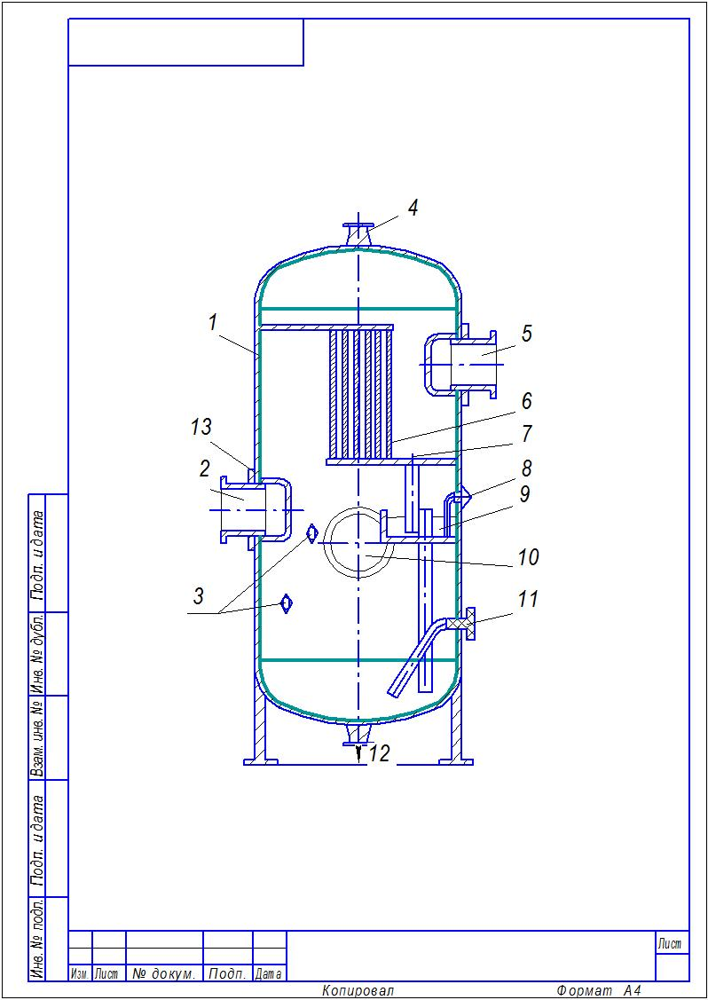 4
1
5
6
13
7
2
8
9
10
3
11
12
Подп. и дата
Инв. № дубл.
Взам. инв. №
Подп. и дата
Инв. № подл.
Изм. Лист № докум. Подп. Дата
Лист
Копировал Формат А4